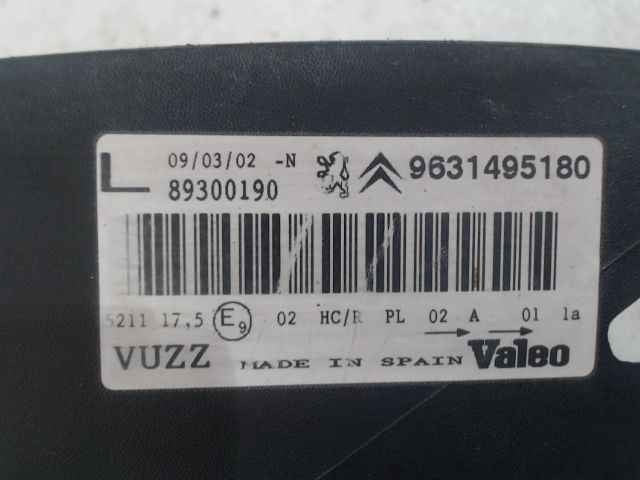 L 09/03/02 -N 9631495180
89300190
5211 17,5 E9 02 HC/R PL 02 A 01 1a
VUZZ MADE IN SPAIN Valeo